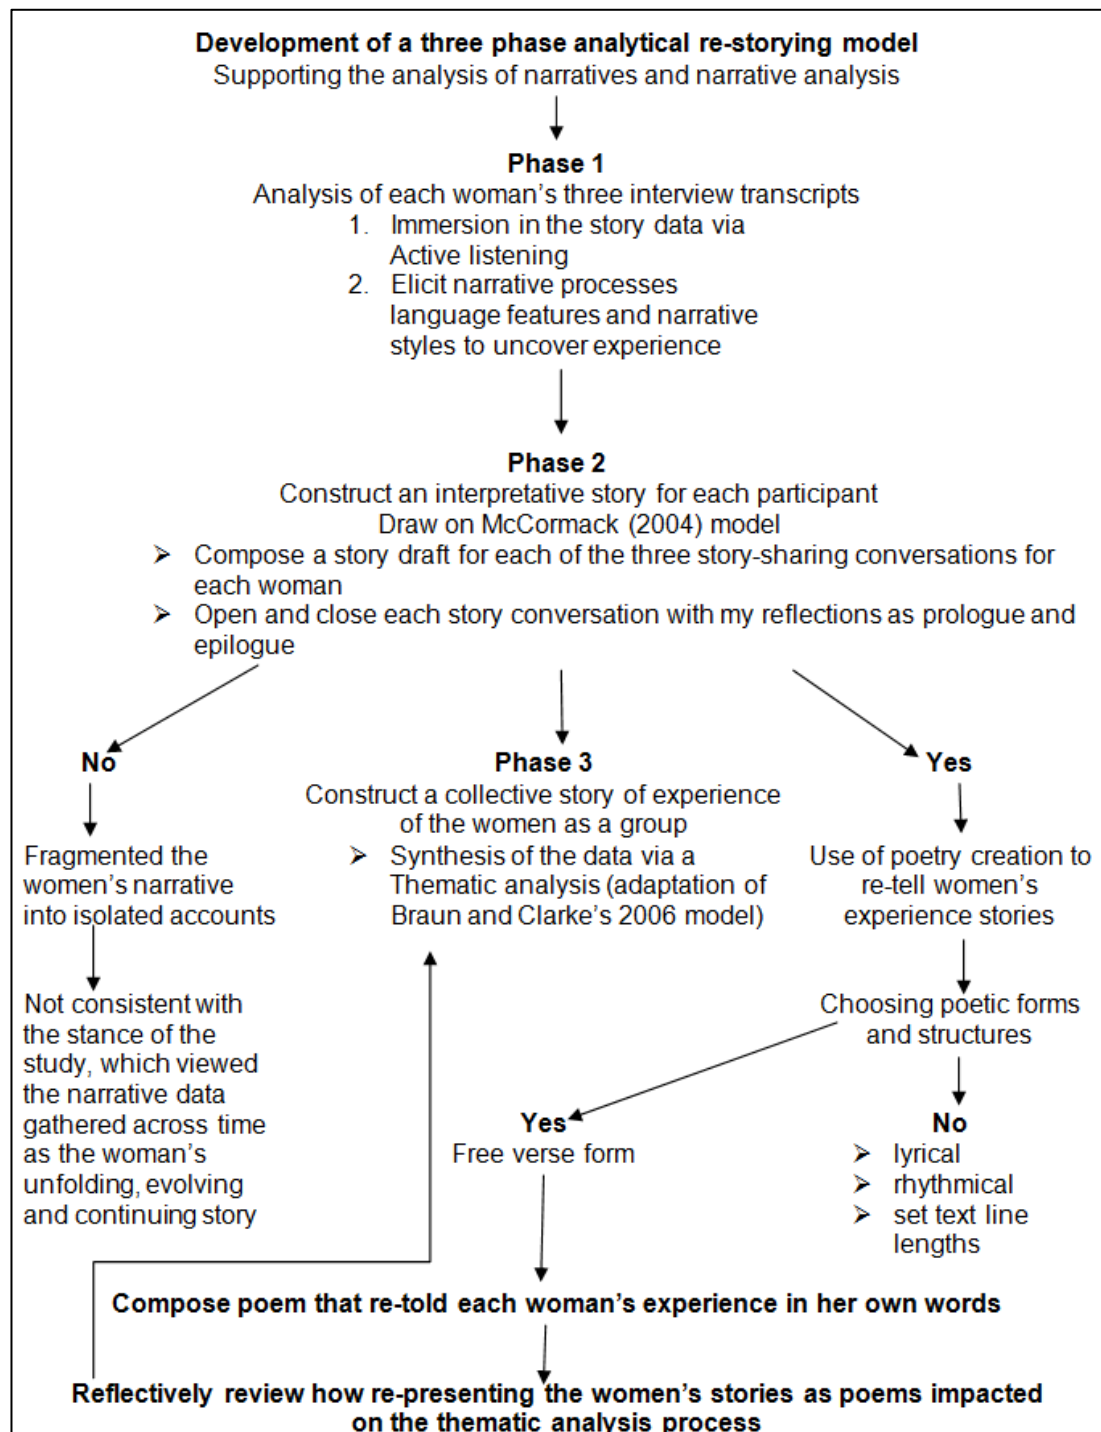 Development of a three phase analytical re-storying model
Supporting the analysis of narratives and narrative analysis
Phase 1
Analysis of each woman's three interview transcripts
1. Immersion in the story data via
Active listening
2. Elicit narrative processes
language features and narrative
styles to uncover experience
Phase 2
Construct an interpretative story for each participant
Draw on McCormack (2004) model
➢ Compose a story draft for each of the three story-sharing conversations for
each woman
➢ Open and close each story conversation with my reflections as prologue and
epilogue
No
Fragmented the
women's narrative
into isolated accounts
Not consistent with
the stance of the
study, which viewed
the narrative data
gathered across time
as the woman's
unfolding, evolving
and continuing story
Phase 3
Construct a collective story of experience
of the women as a group
➢ Synthesis of the data via a
Thematic analysis (adaptation of
Braun and Clarke's 2006 model)
Yes
Use of poetry creation to
re-tell women's
experience stories
Choosing poetic forms
and structures
Yes
Free verse form
No
➢ lyrical
➢ rhythmical
➢ set text line
lengths
Compose poem that re-told each woman's experience in her own words
Reflectively review how re-presenting the women's stories as poems impacted
on the thematic analysis process